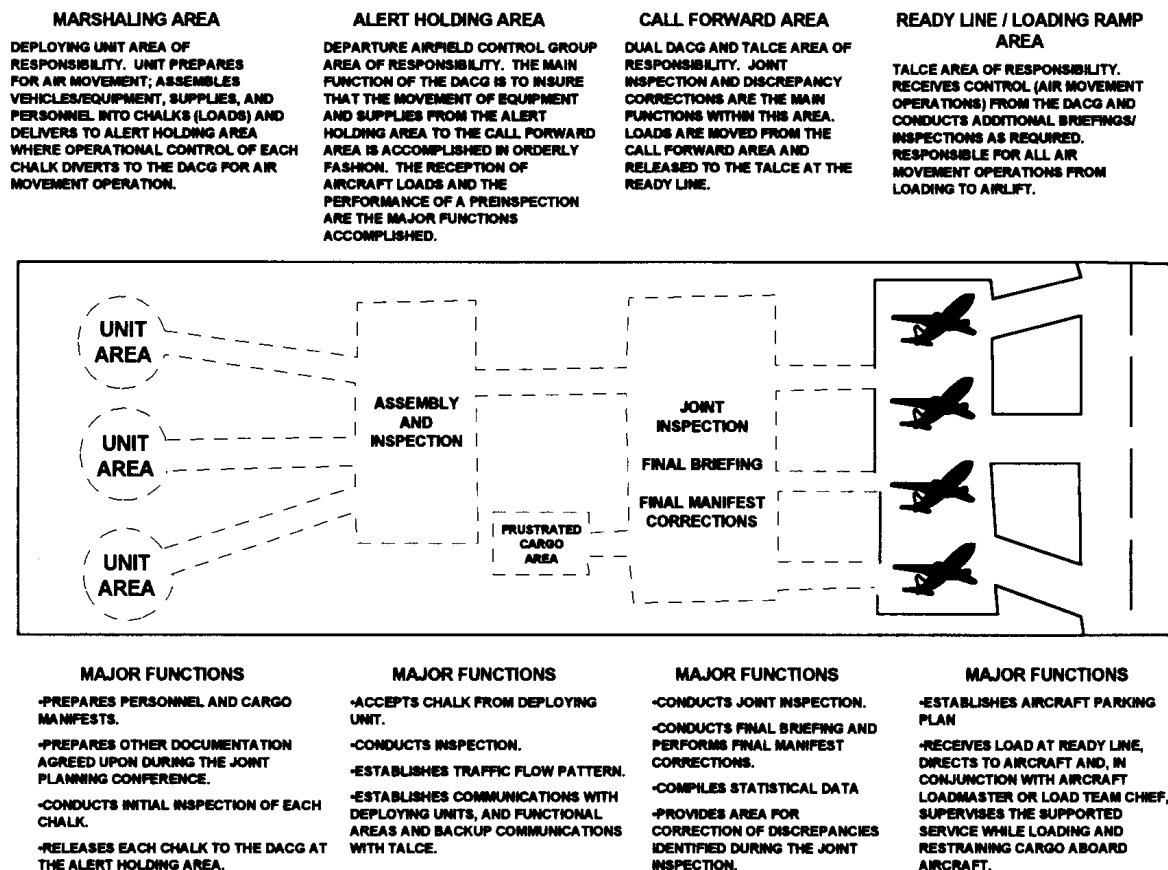 MARSHALING AREA
DEPLOYING UNIT AREA OF
RESPONSIBILITY. UNIT PREPARES
FOR AIR MOVEMENT; ASSEMBLES
VEHICLES/EQUIPMENT, SUPPLIES, AND
PERSONNEL INTO CHALKS (LOADS) AND
DELIVERS TO ALERT HOLDING AREA
WHERE OPERATIONAL CONTROL OF EACH
CHALK DIVERTS TO THE DACG FOR AIR
MOVEMENT OPERATION.
ALERT HOLDING AREA
DEPARTURE AIRFIELD CONTROL GROUP
AREA OF RESPONSIBILITY. THE MAIN
FUNCTION OF THE DACG IS TO INSURE
THAT THE MOVEMENT OF EQUIPMENT
AND SUPPLIES FROM THE ALERT
HOLDING AREA TO THE CALL FORWARD
AREA IS ACCOMPLISHED IN ORDERLY
FASHION. THE RECEPTION OF
AIRCRAFT LOADS AND THE
PERFORMANCE OF A PREINSPECTION
ARE THE MAJOR FUNCTIONS
ACCOMPLISHED.
CALL FORWARD AREA
DUAL DACG AND TALCE AREA OF
RESPONSIBILITY. JOINT
INSPECTION AND DISCREPANCY
CORRECTIONS ARE THE MAIN
FUNCTIONS WITHIN THIS AREA.
LOADS ARE MOVED FROM THE
CALL FORWARD AREA AND
RELEASED TO THE TALCE AT THE
READY LINE.
READY LINE / LOADING RAMP
AREA
TALCE AREA OF RESPONSIBILITY.
RECEIVES CONTROL (AIR MOVEMENT
OPERATIONS) FROM THE DACG AND
CONDUCTS ADDITIONAL BRIEFINGS/
INSPECTIONS AS REQUIRED.
RESPONSIBLE FOR ALL AIR
MOVEMENT OPERATIONS FROM
LOADING TO AIRLIFT.
UNIT
AREA
UNIT
AREA
UNIT
AREA
ASSEMBLY
AND
INSPECTION
FRUSTRATED
CARGO
AREA
JOINT
INSPECTION
FINAL BRIEFING
FINAL MANIFEST
CORRECTIONS
MAJOR FUNCTIONS
•PREPARES PERSONNEL AND CARGO
MANIFESTS.
•PREPARES OTHER DOCUMENTATION
AGREED UPON DURING THE JOINT
PLANNING CONFERENCE.
•CONDUCTS INITIAL INSPECTION OF EACH
CHALK.
•RELEASES EACH CHALK TO THE DACG AT
THE ALERT HOLDING AREA.
MAJOR FUNCTIONS
•ACCEPTS CHALK FROM DEPLOYING
UNIT.
•CONDUCTS INSPECTION.
•ESTABLISHES TRAFFIC FLOW PATTERN.
•ESTABLISHES COMMUNICATIONS WITH
DEPLOYING UNITS, AND FUNCTIONAL
AREAS AND BACKUP COMMUNICATIONS
WITH TALCE.
MAJOR FUNCTIONS
•CONDUCTS JOINT INSPECTION.
•CONDUCTS FINAL BRIEFING AND
PERFORMS FINAL MANIFEST
CORRECTIONS.
•COMPILES STATISTICAL DATA
•PROVIDES AREA FOR
CORRECTION OF DISCREPANCIES
IDENTIFIED DURING THE JOINT
INSPECTION.
MAJOR FUNCTIONS
•ESTABLISHES AIRCRAFT PARKING
PLAN
•RECEIVES LOAD AT READY LINE,
DIRECTS TO AIRCRAFT AND, IN
CONJUNCTION WITH AIRCRAFT
LOADMASTER OR LOAD TEAM CHIEF,
SUPERVISES THE SUPPORTED
SERVICE WHILE LOADING AND
RESTRAINING CARGO ABOARD
AIRCRAFT.